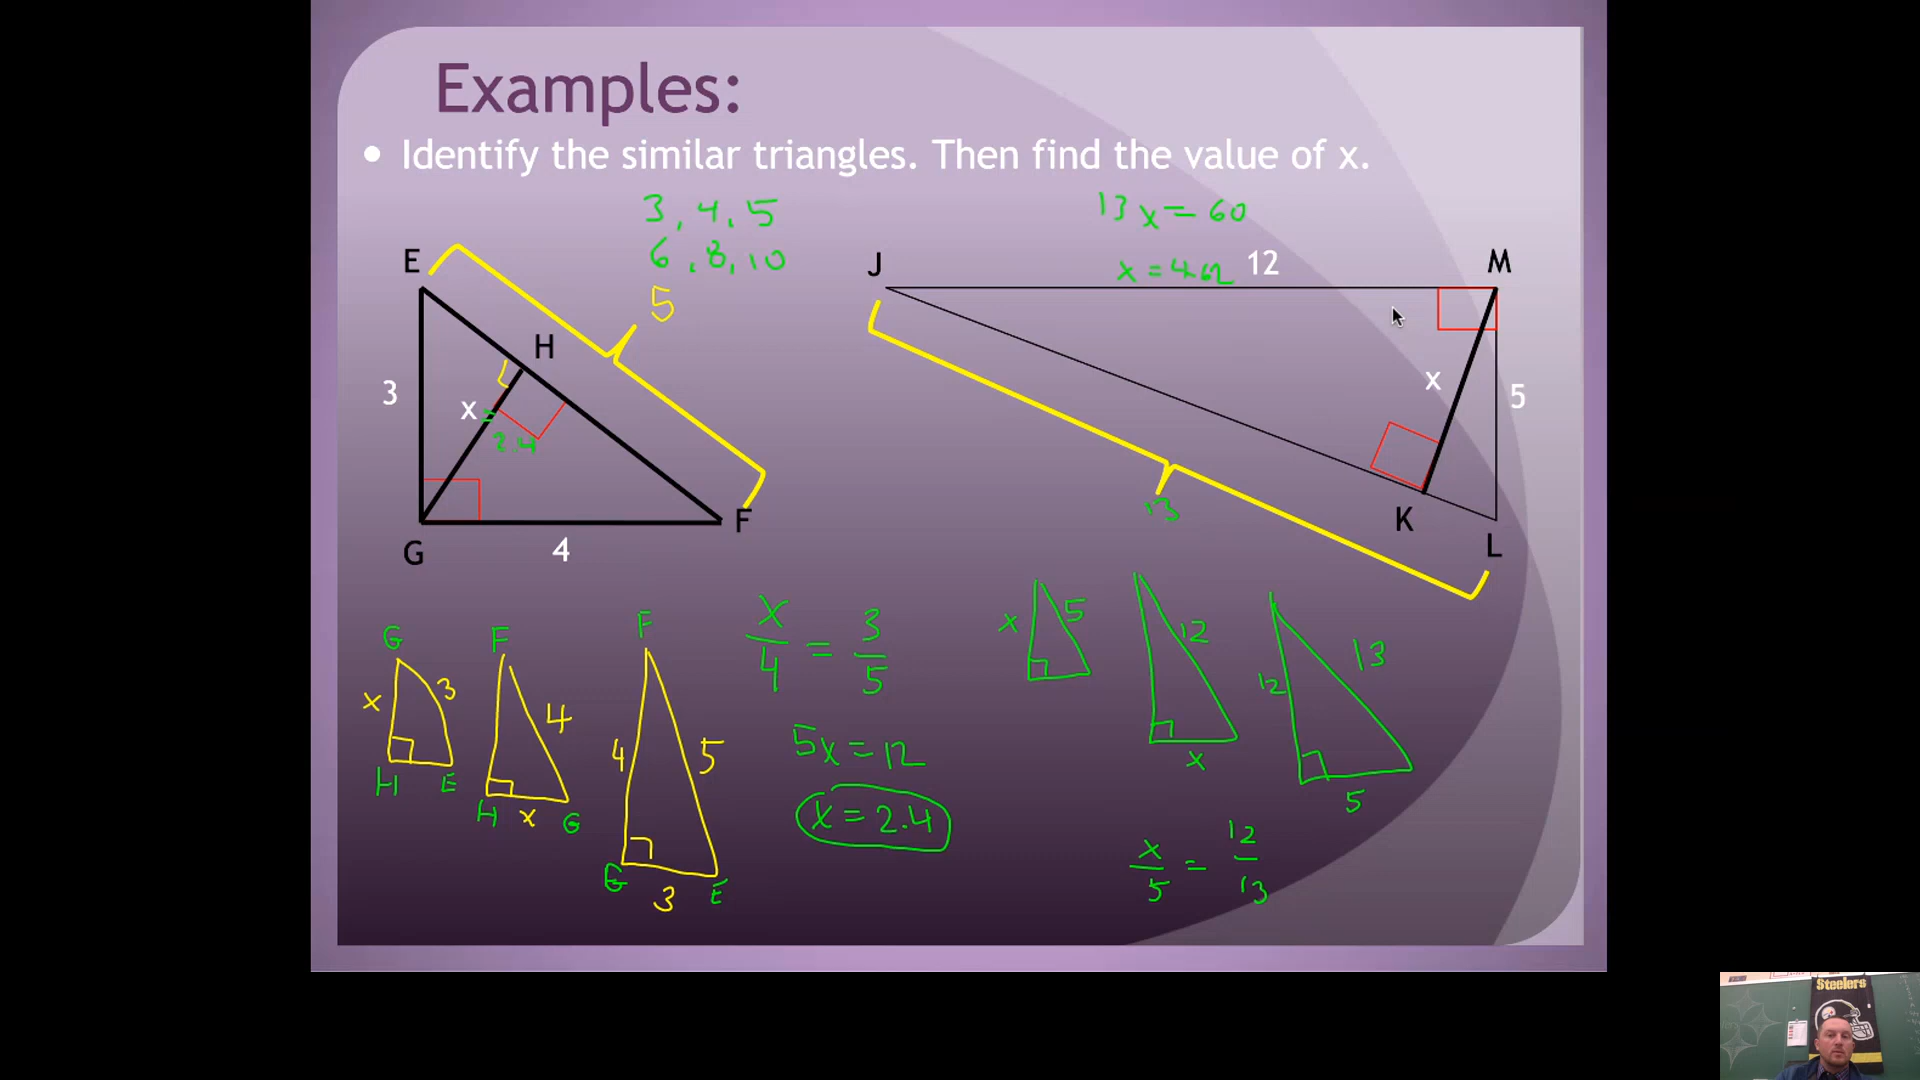 Examples:
• Identify the similar triangles. Then find the value of x.
3, 4, 5
6, 8, 10
5
E
H
3
x =
2.4
G
4
F
13x = 60
x = 4.62
J
12
M
x
5
13
K
L
G
x
3
H
E
F
4
H
x
G
F
4
5
G
3
E
x/4 = 3/5
5x = 12
x = 2.4
x
5
12
x
12
13
5
x/5 = 12/13
Steelers